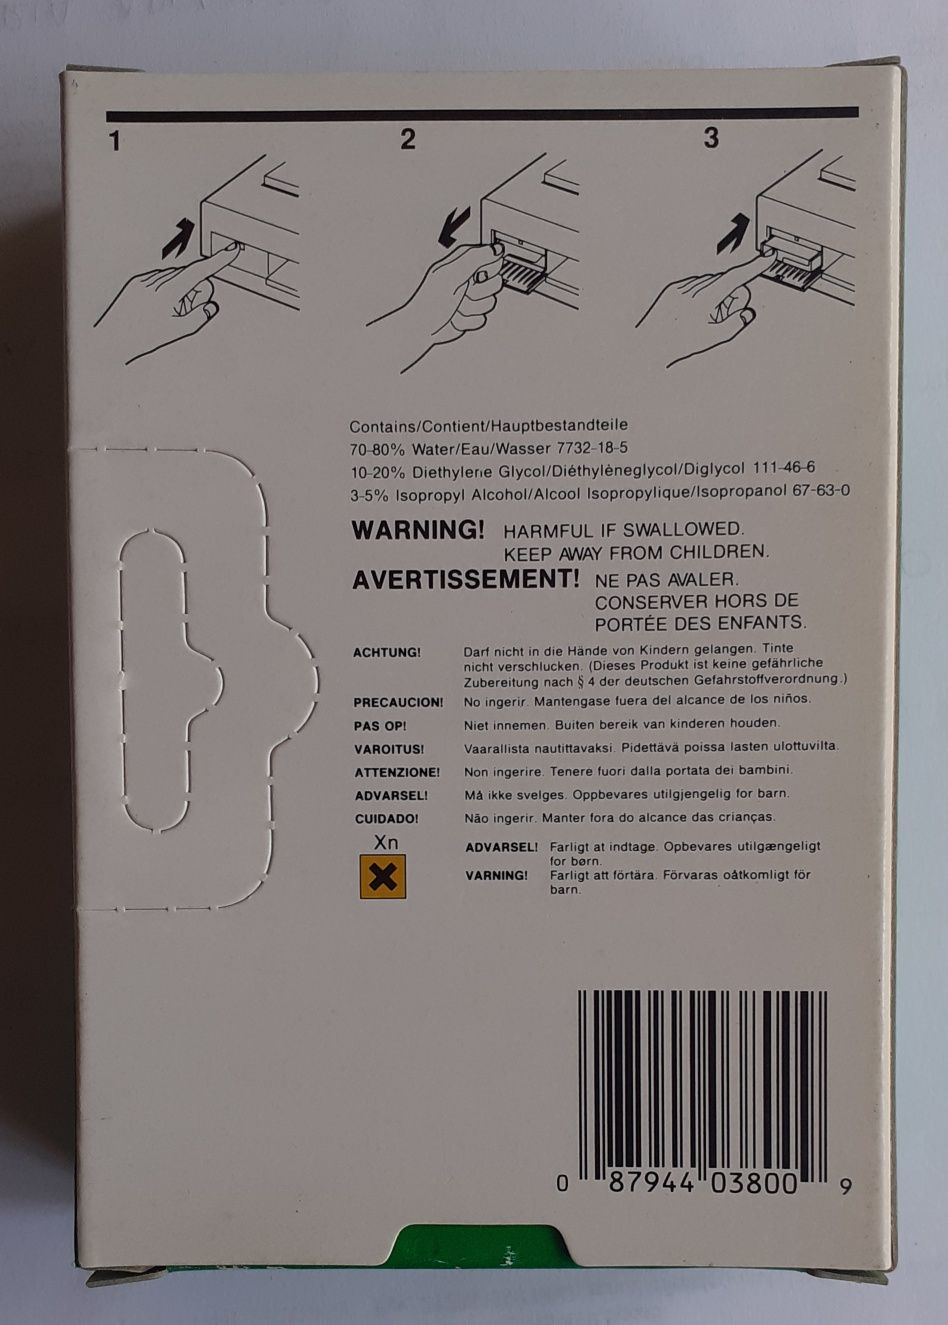 1 2 3
Contains/Contient/Hauptbestandteile
70-80% Water/Eau/Wasser 7732-18-5
10-20% Diethylene Glycol/Diéthylèneglycol/Diglycol 111-46-6
3-5% Isopropyl Alcohol/Alcool Isopropylique/Isopropanol 67-63-0
WARNING! HARMFUL IF SWALLOWED.
KEEP AWAY FROM CHILDREN.
AVERTISSEMENT! NE PAS AVALER.
CONSERVER HORS DE
PORTÉE DES ENFANTS.
ACHTUNG! Darf nicht in die Hände von Kindern gelangen. Tinte
nicht verschlucken. (Dieses Produkt ist keine gefährliche
Zubereitung nach § 4 der deutschen Gefahrstoffverordnung.)
PRECAUCION! No ingerir. Mantengase fuera del alcance de los niños.
PAS OP! Niet innemen. Buiten bereik van kinderen houden.
VAROITUS! Vaarallista nautittavaksi. Pidettävä poissa lasten ulottuvilta.
ATTENZIONE! Non ingerire. Tenere fuori dalla portata dei bambini.
ADVARSEL! Må ikke svelges. Oppbevares utilgjengelig for barn.
CUIDADO! Não ingerir. Manter fora do alcance das crianças.
Xn
ADVARSEL! Farligt at indtage. Opbevares utilgængeligt
for børn.
VARNING! Farligt att förtära. Förvaras oåtkomligt för
barn.
0 87944 03800 9